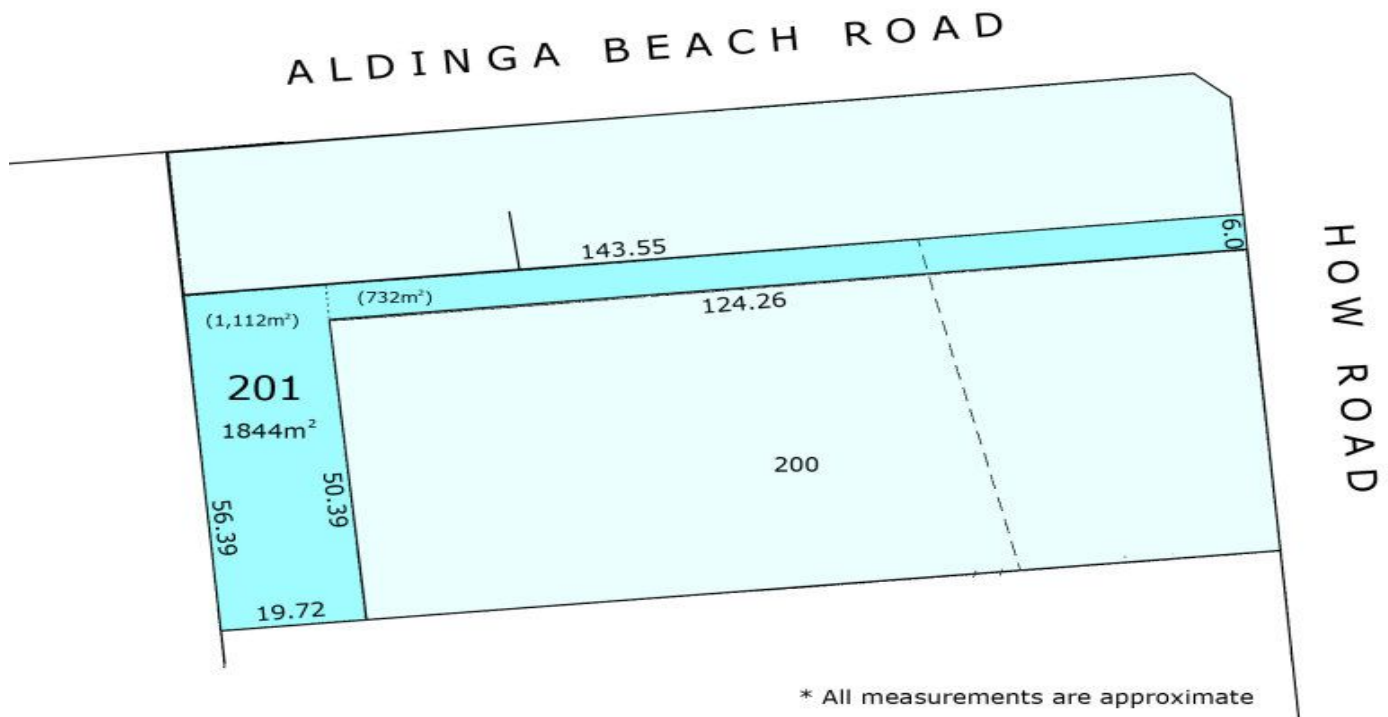 ALDINGA BEACH ROAD
HOW ROAD
143.55
6.0
(732m²)
124.26
(1,112m²)
201
1844m²
200
50.39
56.39
19.72
* All measurements are approximate